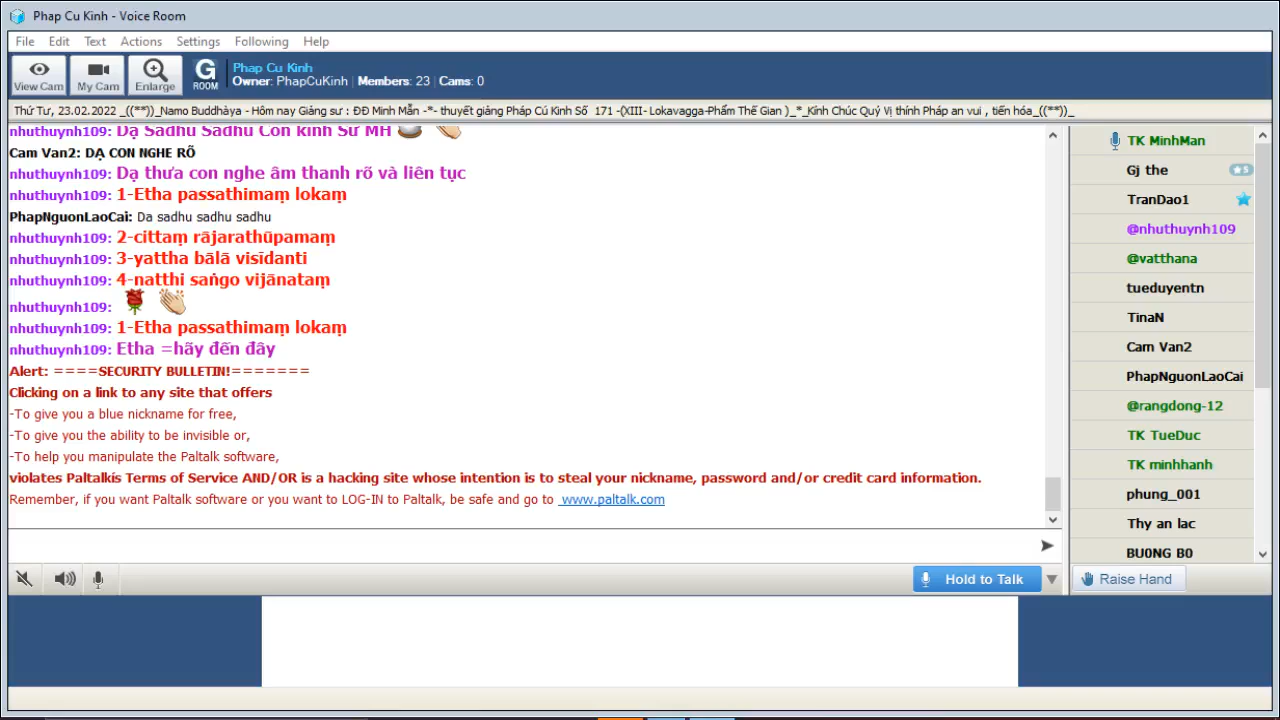 Phap Cu Kinh - Voice Room
File Edit Text Actions Settings Following Help
View Cam My Cam Enlarge G ROOM
Phap Cu Kinh
Owner: PhapCuKinh | Members: 23 | Cams: 0
Thứ Tư, 23.02.2022 _((**))_Namo Buddhàya - Hôm nay Giảng sư : ĐĐ Minh Mẫn -*- thuyết giảng Pháp Cú Kinh Số 171 -(XIII- Lokavagga-Phẩm Thế Gian )_*_Kính Chúc Quý Vị thính Pháp an vui , tiến hóa_((**))_
nhuthuynh109: Dạ Sadhu Sadhu Con kính Sư MH
Cam Van2: DẠ CON NGHE RÕ
nhuthuynh109: Dạ thưa con nghe âm thanh rõ và liên tục
nhuthuynh109: 1-Etha passathimaṃ lokaṃ
PhapNguonLaoCai: Da sadhu sadhu sadhu
nhuthuynh109: 2-cittaṃ rājarathūpamaṃ
nhuthuynh109: 3-yattha bālā visīdanti
nhuthuynh109: 4-natthi saṅgo vijānataṃ
nhuthuynh109:
nhuthuynh109: 1-Etha passathimaṃ lokaṃ
nhuthuynh109: Etha =hãy đến đây
Alert: ====SECURITY BULLETIN!=======
Clicking on a link to any site that offers
-To give you a blue nickname for free,
-To give you the ability to be invisible or,
-To help you manipulate the Paltalk software,
violates Paltalkís Terms of Service AND/OR is a hacking site whose intention is to steal your nickname, password and/or credit card information.
Remember, if you want Paltalk software or you want to LOG-IN to Paltalk, be safe and go to www.paltalk.com
Hold to Talk
TK MinhMan
Gj the
TranDao1
@nhuthuynh109
@vatthana
tueduyentn
TinaN
Cam Van2
PhapNguonLaoCai
@rangdong-12
TK TueDuc
TK minhhanh
phung_001
Thy an lac
BU0NG B0
Raise Hand